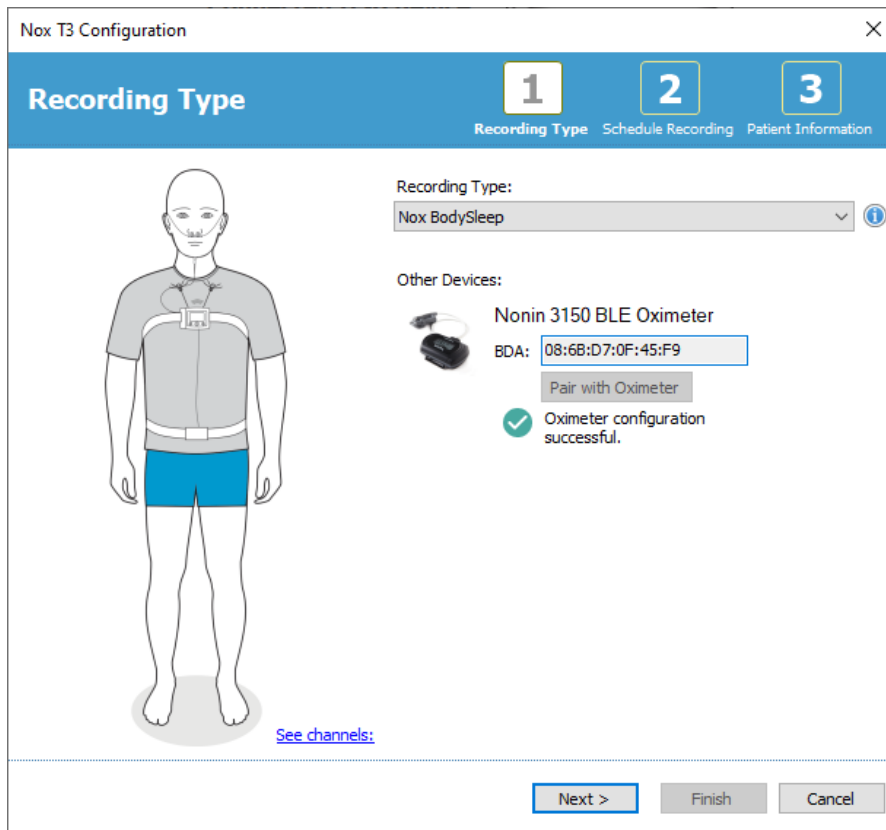 Nox T3 Configuration
Recording Type
1
Recording Type
2
Schedule Recording
3
Patient Information
Recording Type:
Nox BodySleep
Other Devices:
Nonin 3150 BLE Oximeter
BDA: 08:6B:D7:0F:45:F9
Pair with Oximeter
Oximeter configuration
successful.
See channels:
Next >
Finish
Cancel